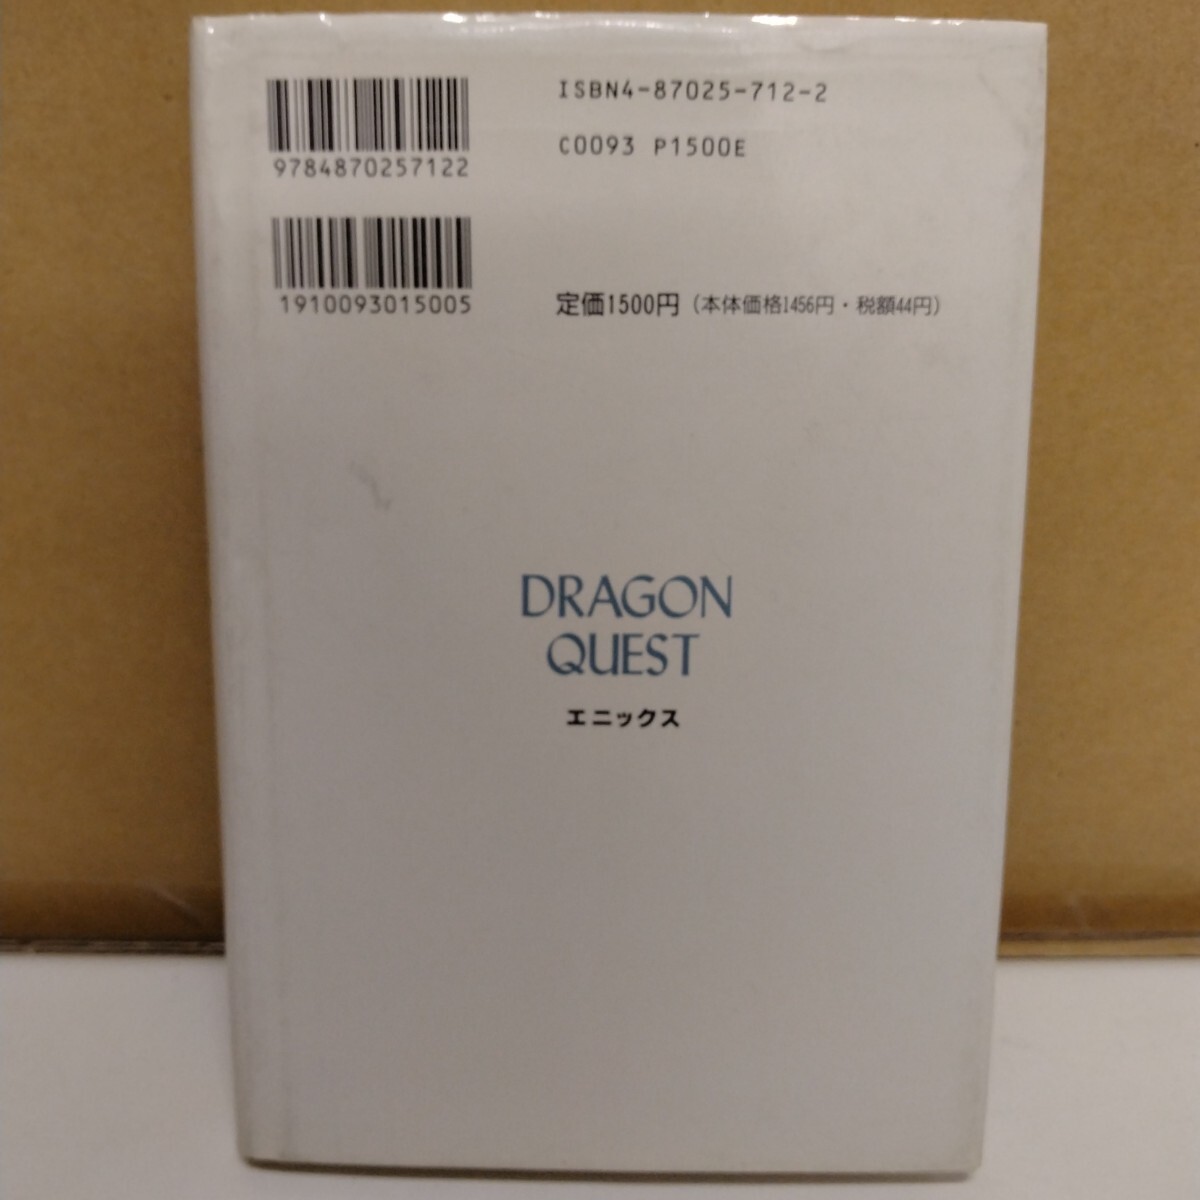 ISBN4-87025-712-2
9784870257122
C0093 P1500E
1910093015005
定価1500円(本体価格1456円・税額44円)
DRAGON
QUEST
エニックス